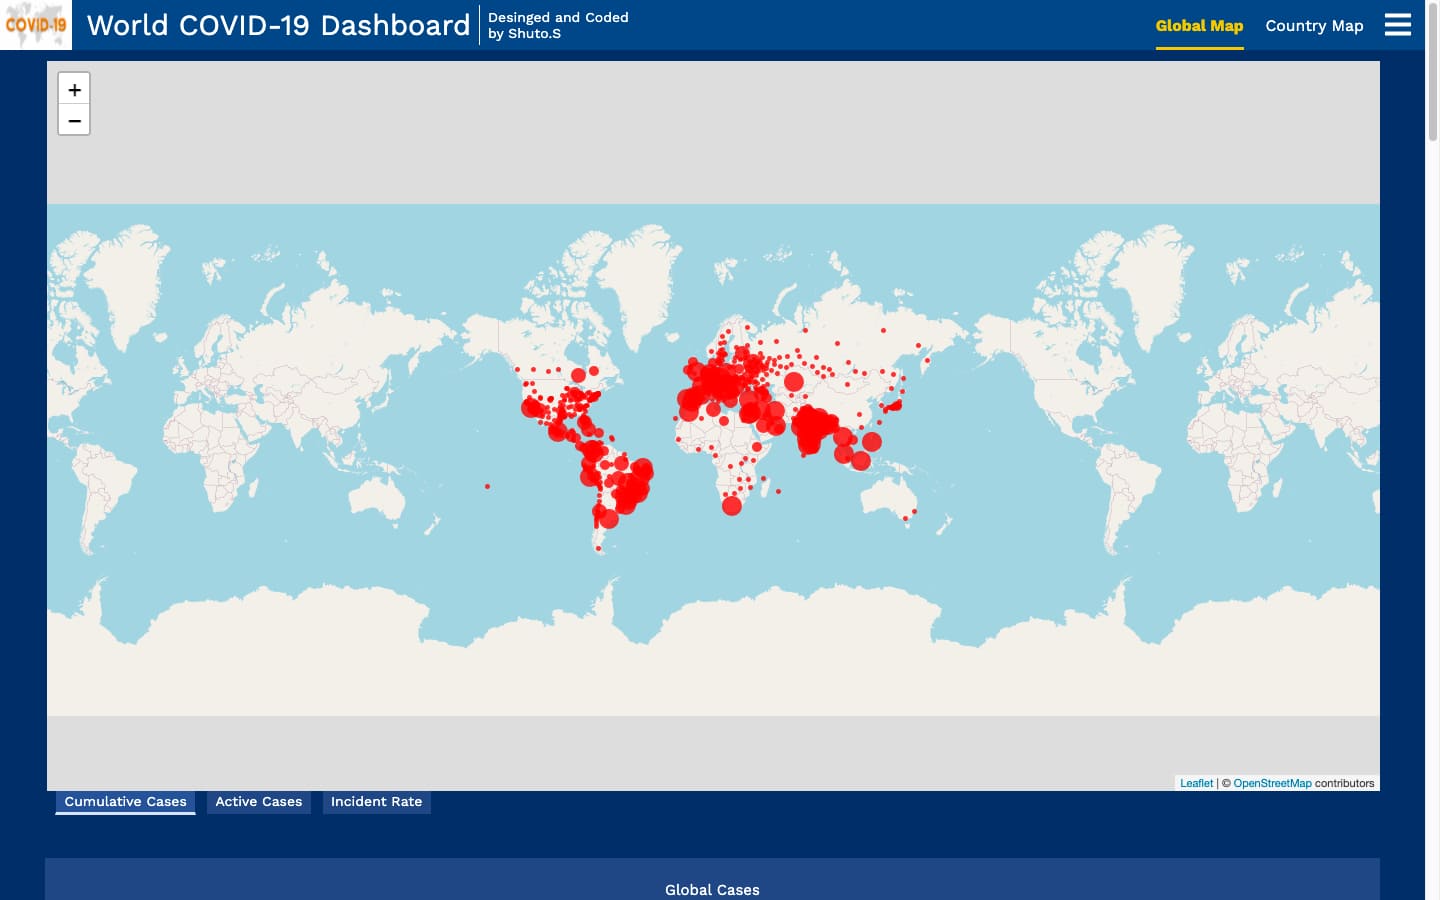 COVID-19
World COVID-19 Dashboard
Desinged and Coded
by Shuto.S
Global Map
Country Map
+
−
Leaflet | © OpenStreetMap contributors
Cumulative Cases
Active Cases
Incident Rate
Global Cases